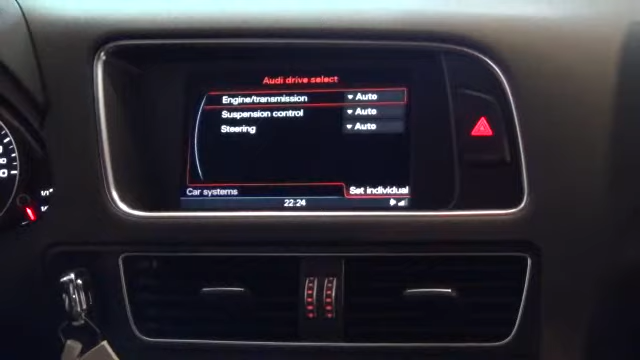 Audi drive select
Engine/transmission ▼ Auto
Suspension control ▼ Auto
Steering ▼ Auto
Car systems Set individual
22:24